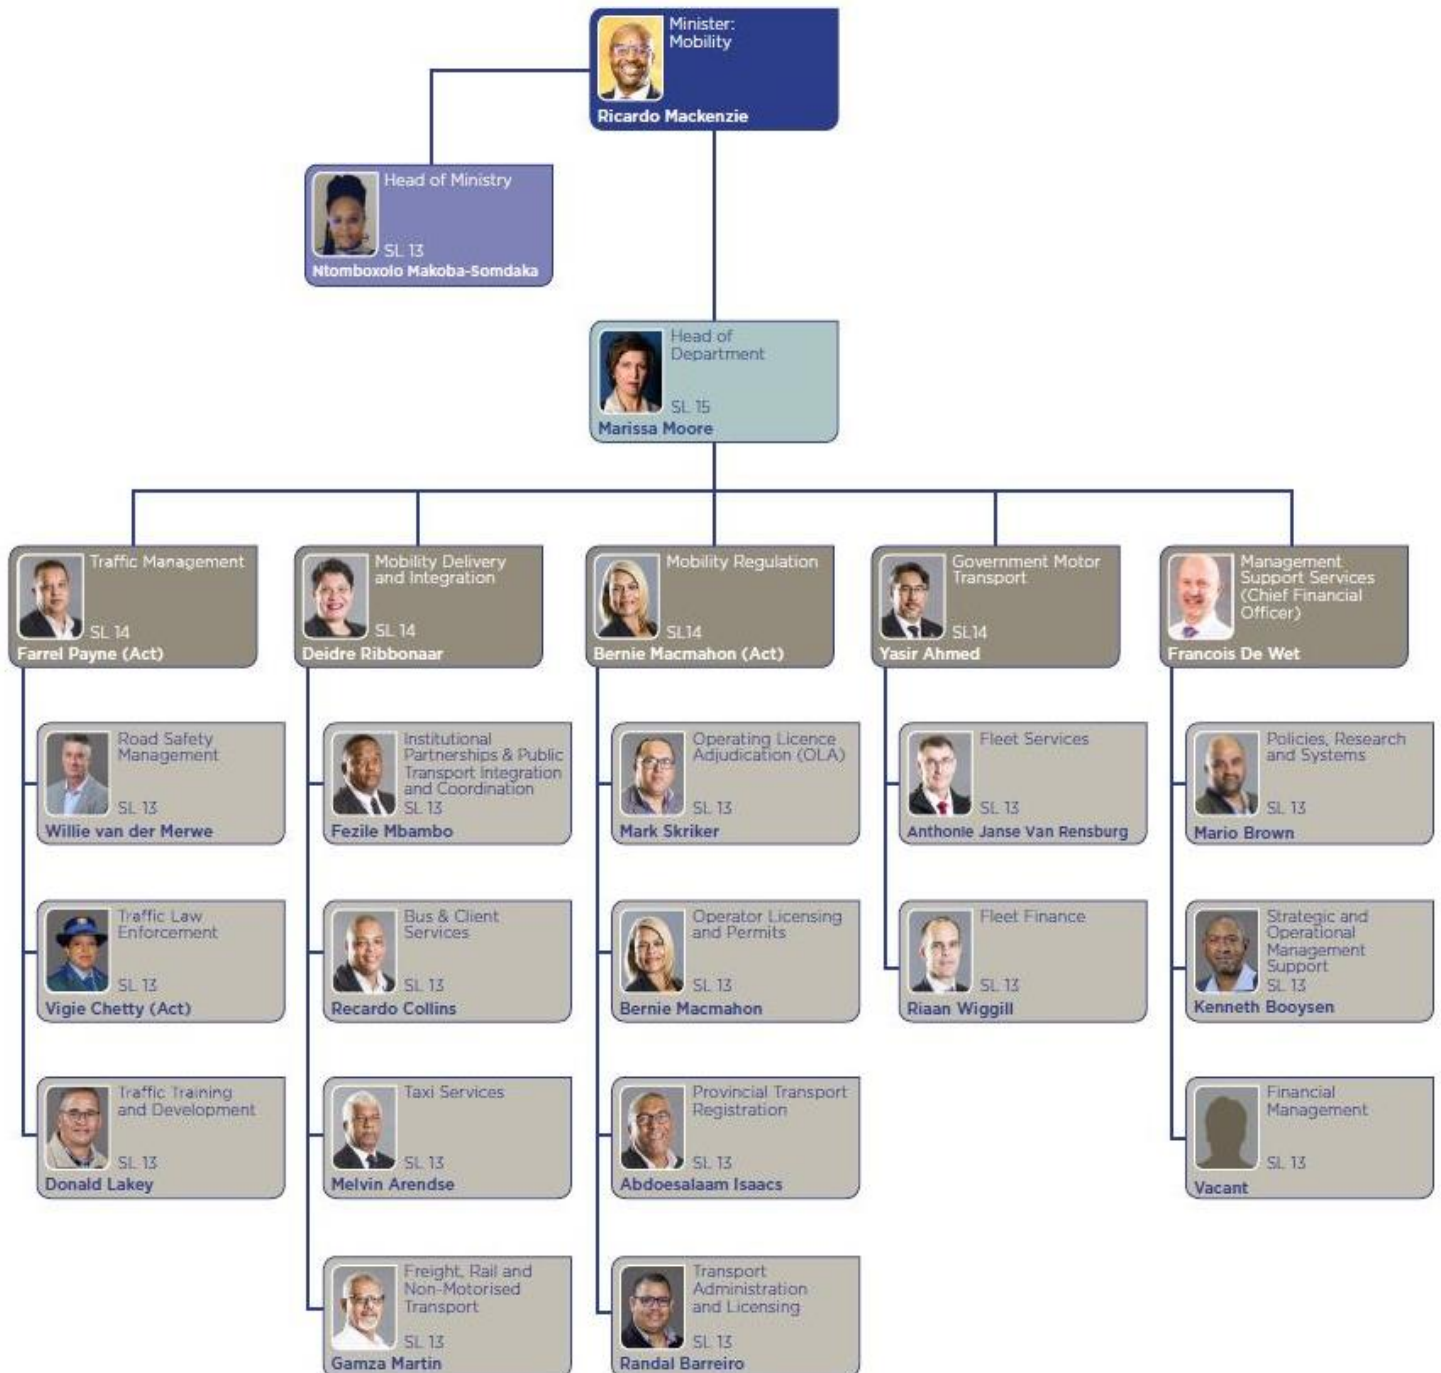 Minister:
Mobility
Ricardo Mackenzie
Head of Ministry
SL 13
Ntomboxolo Makoba-Somdaka
Head of
Department
SL 15
Marissa Moore
Traffic Management
SL 14
Farrel Payne (Act)
Mobility Delivery
and Integration
SL 14
Deidre Ribbonaar
Mobility Regulation
SL14
Bernie Macmahon (Act)
Government Motor
Transport
SL14
Yasir Ahmed
Management
Support Services
(Chief Financial
Officer)
Francois De Wet
Road Safety
Management
SL 13
Willie van der Merwe
Institutional
Partnerships & Public
Transport Integration
and Coordination
SL 13
Fezile Mbambo
Operating Licence
Adjudication (OLA)
SL 13
Mark Skriker
Fleet Services
SL 13
Anthonie Janse Van Rensburg
Policies, Research
and Systems
SL 13
Mario Brown
Traffic Law
Enforcement
SL 13
Vigie Chetty (Act)
Bus & Client
Services
SL 13
Recardo Collins
Operator Licensing
and Permits
SL 13
Bernie Macmahon
Fleet Finance
SL 13
Riaan Wiggill
Strategic and
Operational
Management
Support
SL 13
Kenneth Booysen
Traffic Training
and Development
SL 13
Donald Lakey
Taxi Services
SL 13
Melvin Arendse
Provincial Transport
Registration
SL 13
Abdoesalaam Isaacs
Financial
Management
SL 13
Vacant
Freight, Rail and
Non-Motorised
Transport
SL 13
Gamza Martin
Transport
Administration
and Licensing
SL 13
Randal Barreiro